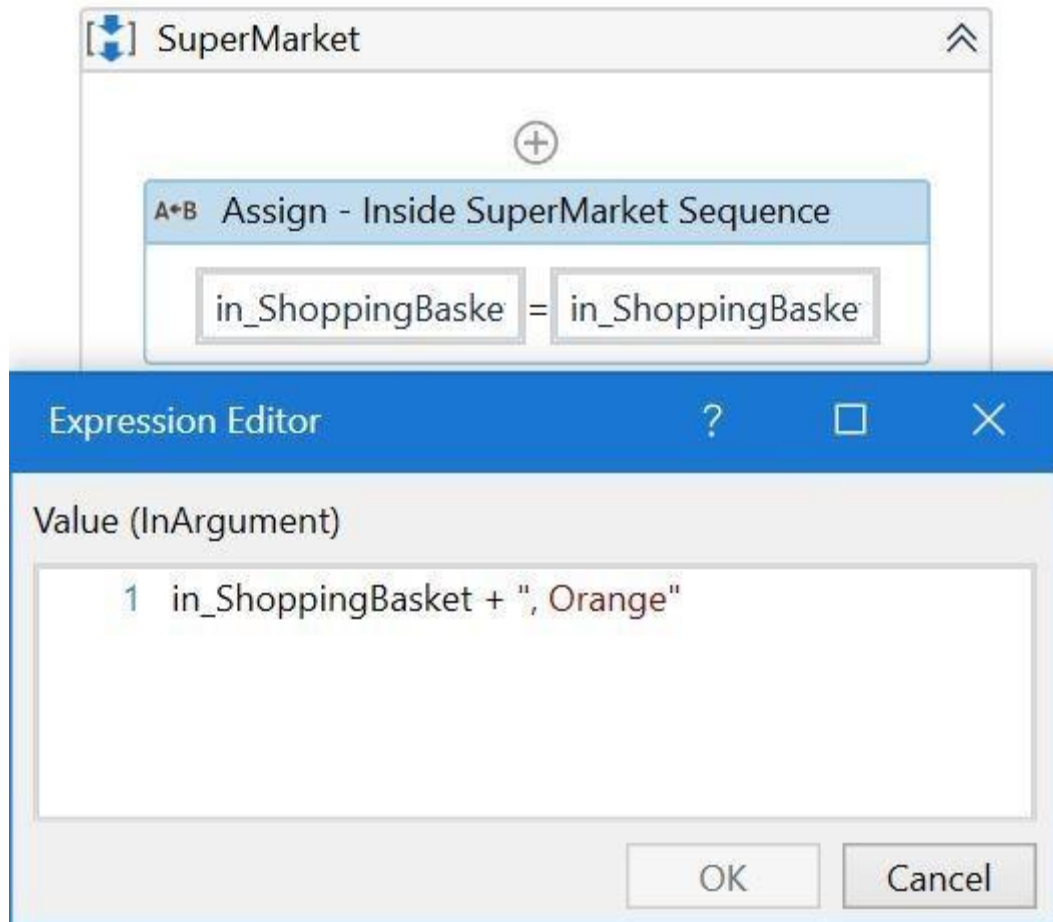 SuperMarket
A←B Assign - Inside SuperMarket Sequence
in_ShoppingBaske = in_ShoppingBaske
Expression Editor ?
Value (InArgument)
1 in_ShoppingBasket + ", Orange"
OK Cancel